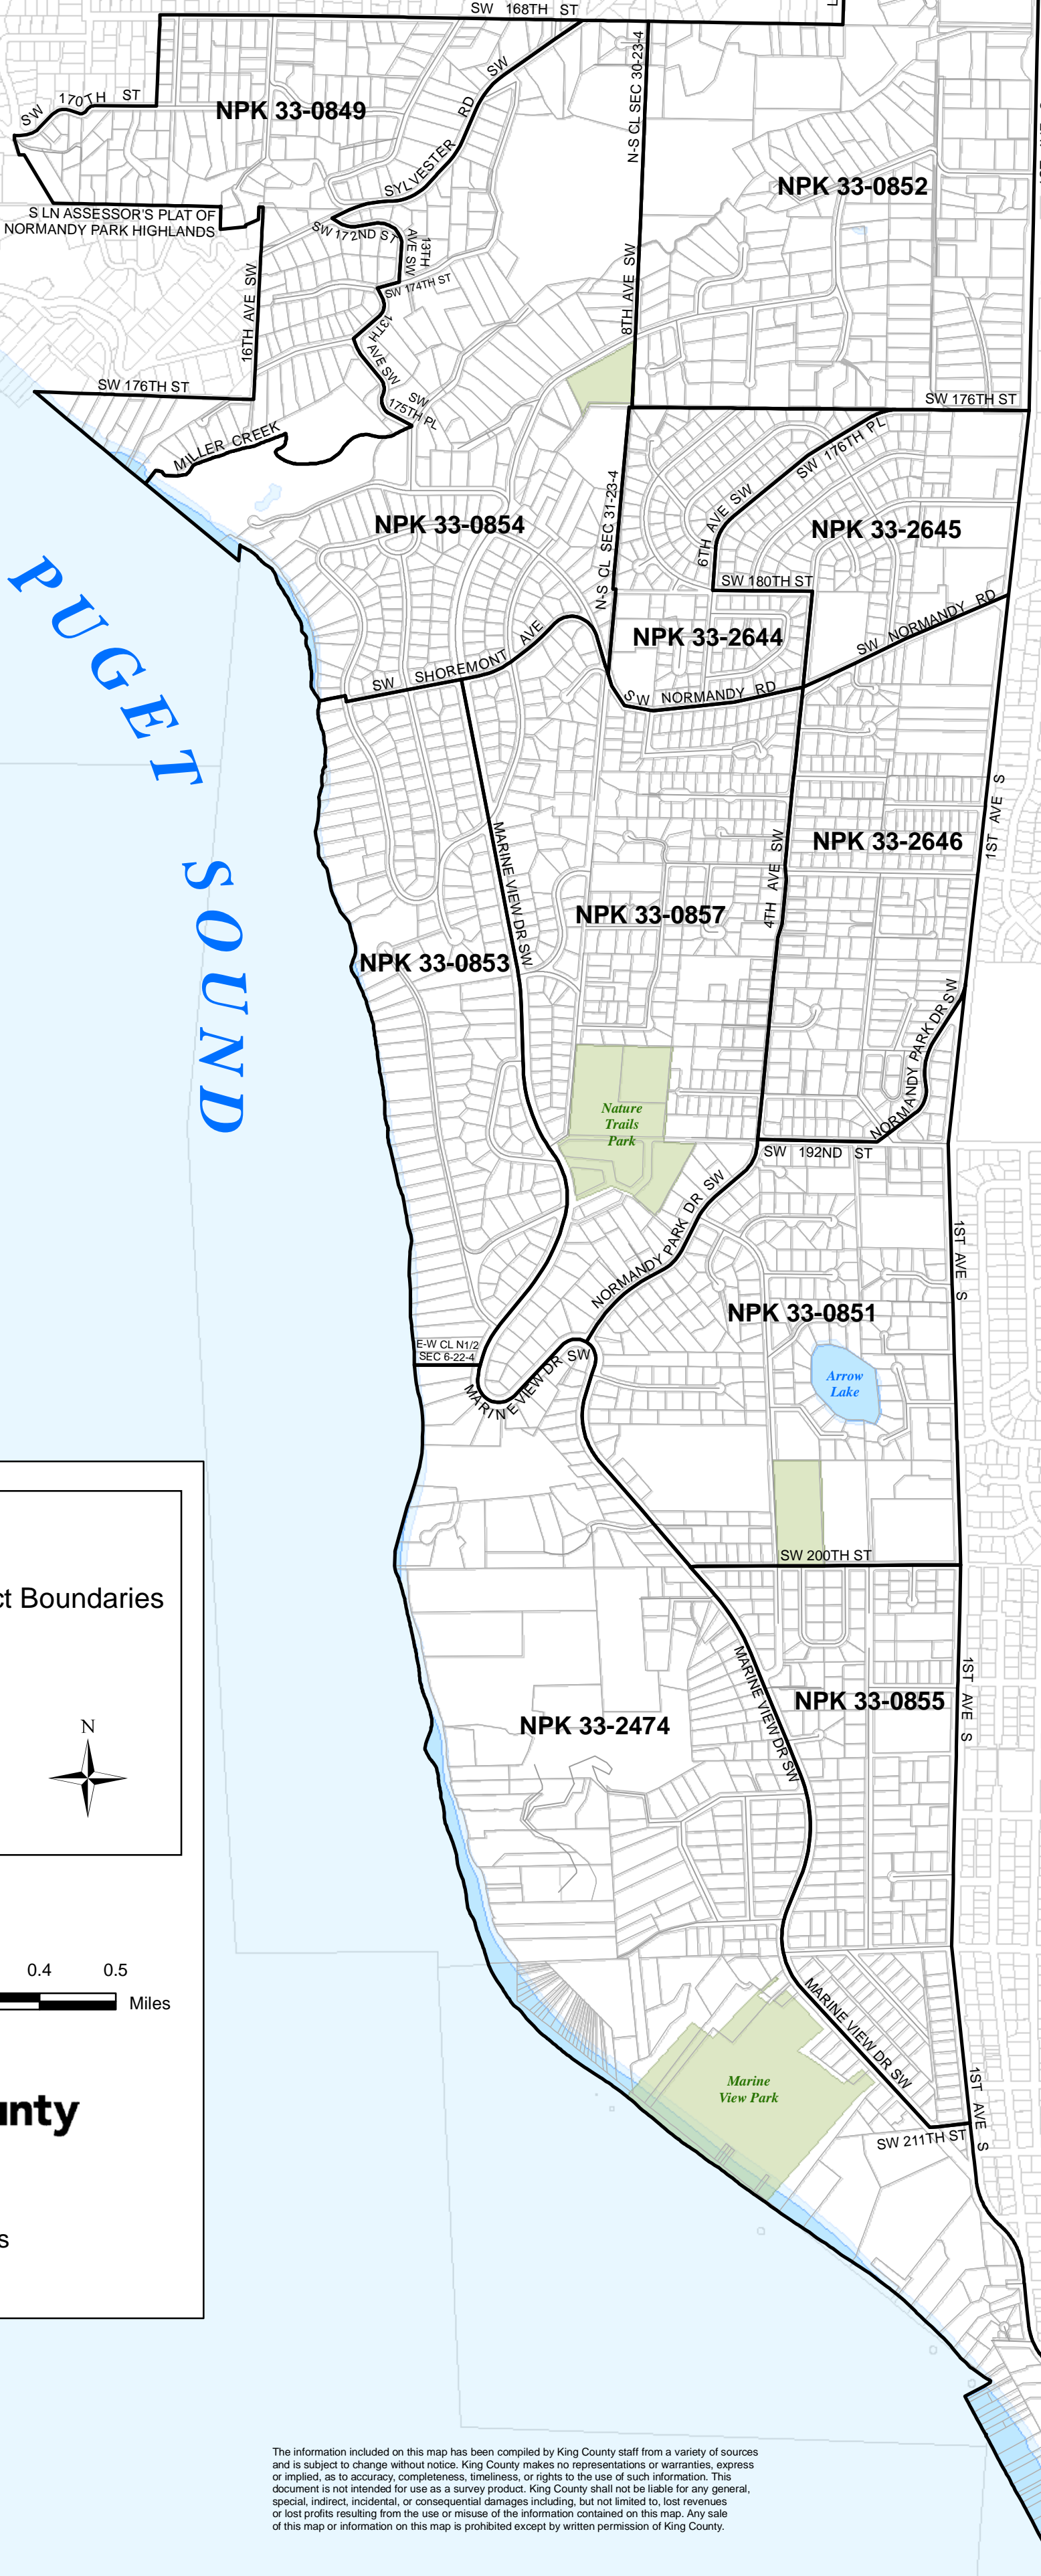 SW 168TH ST
SW 170TH ST
NPK 33-0849
SYLVESTER RD SW
N-S CL SEC 30-23-4
NPK 33-0852
S LN ASSESSOR'S PLAT OF
NORMANDY PARK HIGHLANDS
SW 172ND ST
13TH
AVE SW
SW 174TH ST
16TH AVE SW
8TH AVE SW
13TH
AVE SW
SW 176TH ST
SW
175TH PL
SW 176TH ST
MILLER CREEK
SW 176TH PL
6TH AVE SW
N-S CL SEC 31-23-4
NPK 33-0854
NPK 33-2645
SW 180TH ST
SW NORMANDY RD
NPK 33-2644
SW SHOREMONT AVE
SW NORMANDY RD
PUGET SOUND
1ST AVE S
MARINE VIEW DR SW
4TH AVE SW
NPK 33-2646
NPK 33-0857
NPK 33-0853
NORMANDY PARK DR SW
Nature
Trails
Park
SW 192ND ST
NORMANDY PARK DR SW
1ST AVE S
NPK 33-0851
E-W CL N1/2
SEC 6-22-4
MARINE VIEW DR SW
Arrow
Lake
SW 200TH ST
ct Boundaries
MARINE VIEW DR SW
1ST AVE S
NPK 33-0855
NPK 33-2474
N
0.4 0.5
Miles
MARINE VIEW DR SW
Marine
View Park
1ST AVE S
SW 211TH ST
unty
s
The information included on this map has been compiled by King County staff from a variety of sources
and is subject to change without notice. King County makes no representations or warranties, express
or implied, as to accuracy, completeness, timeliness, or rights to the use of such information. This
document is not intended for use as a survey product. King County shall not be liable for any general,
special, indirect, incidental, or consequential damages including, but not limited to, lost revenues
or lost profits resulting from the use or misuse of the information contained on this map. Any sale
of this map or information on this map is prohibited except by written permission of King County.